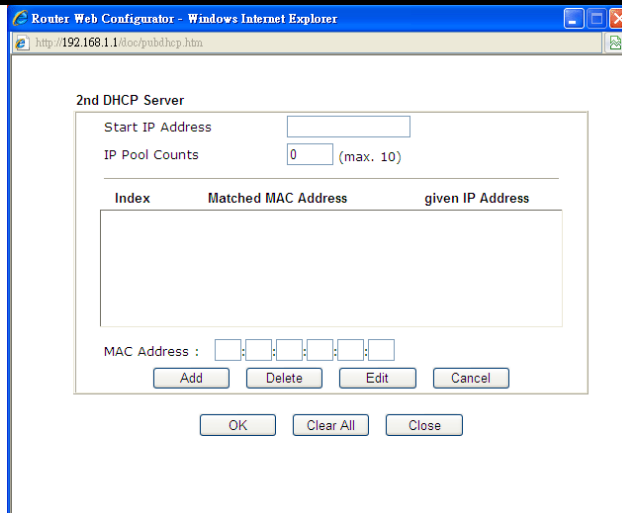 Router Web Configurator - Windows Internet Explorer
http://192.168.1.1/doc/pubdhcp.htm
2nd DHCP Server
Start IP Address
IP Pool Counts 0 (max. 10)
Index Matched MAC Address given IP Address
MAC Address : : : : : :
Add Delete Edit Cancel
OK Clear All Close